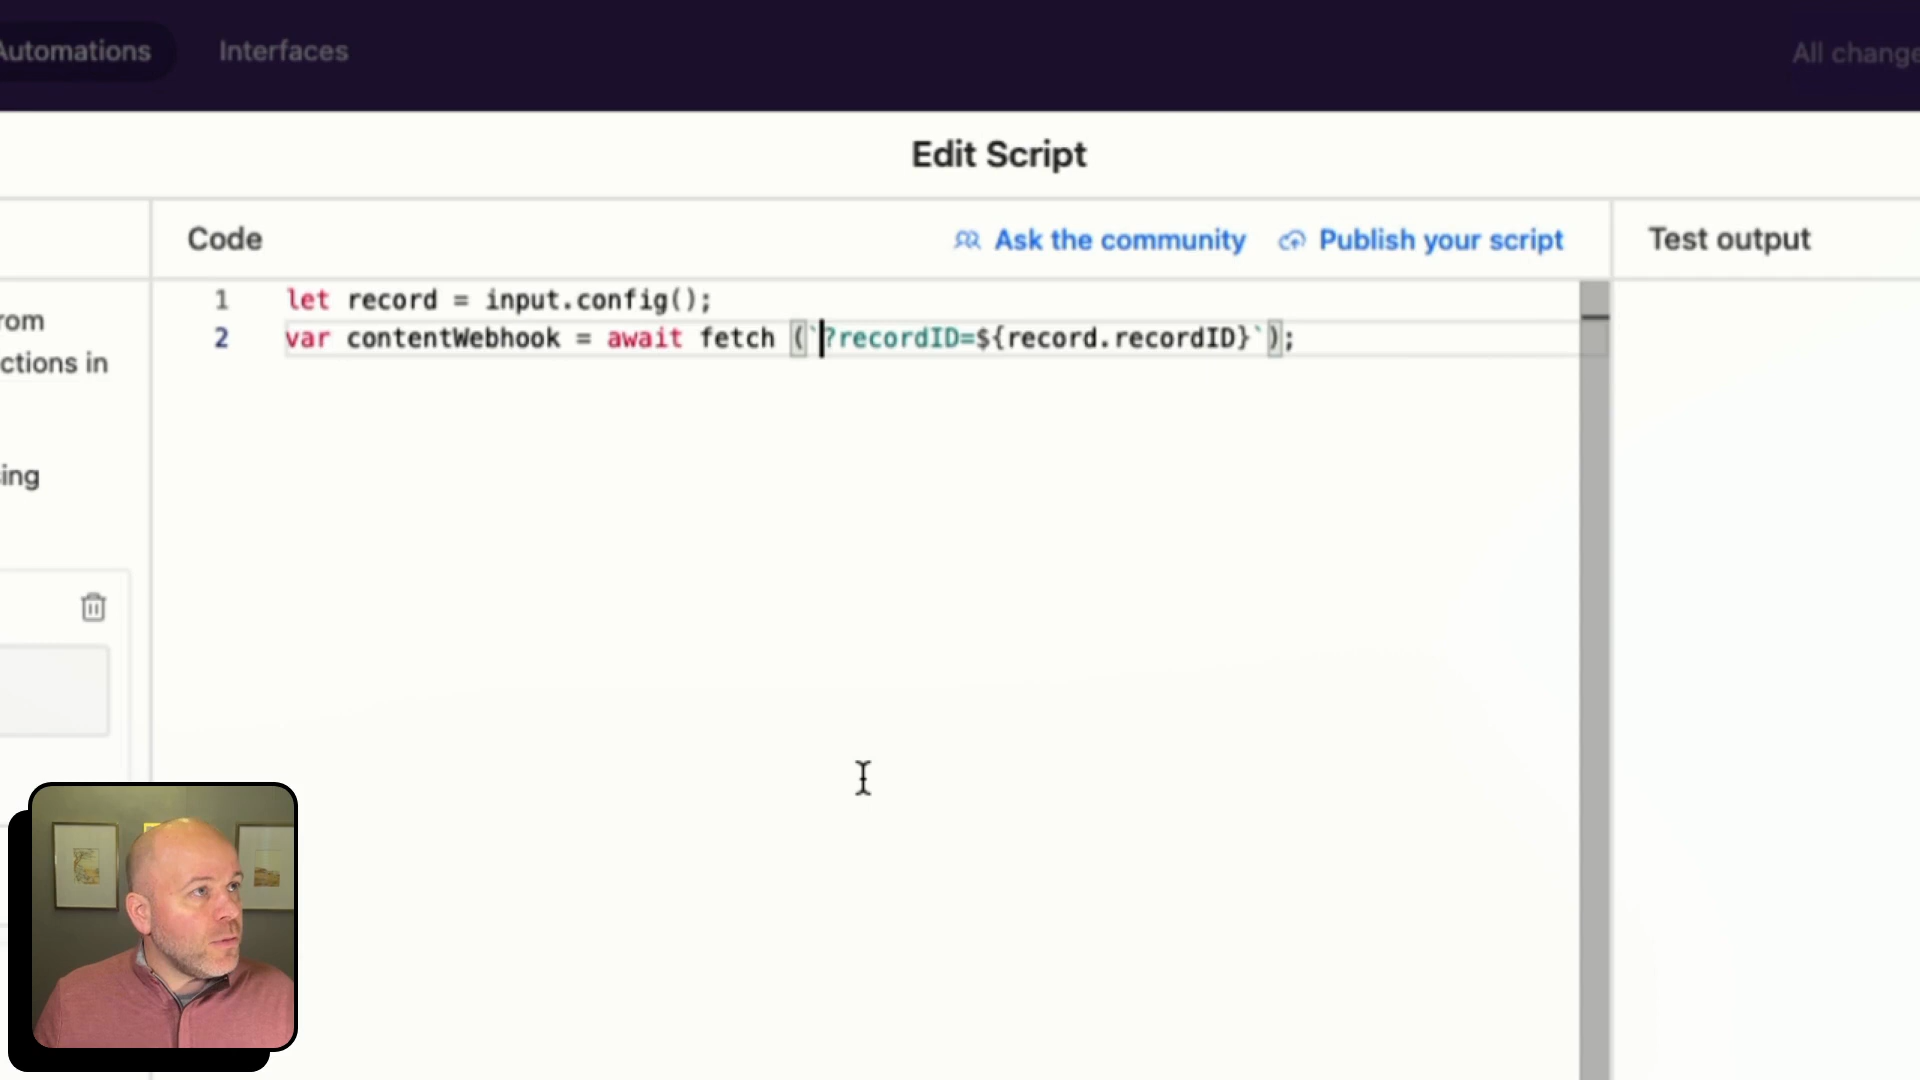 Automations
Interfaces
All change
Edit Script
Code
Ask the community
Publish your script
Test output
rom
ctions in
sing
1 let record = input.config();
2 var contentWebhook = await fetch (`?recordID=${record.recordID}`);